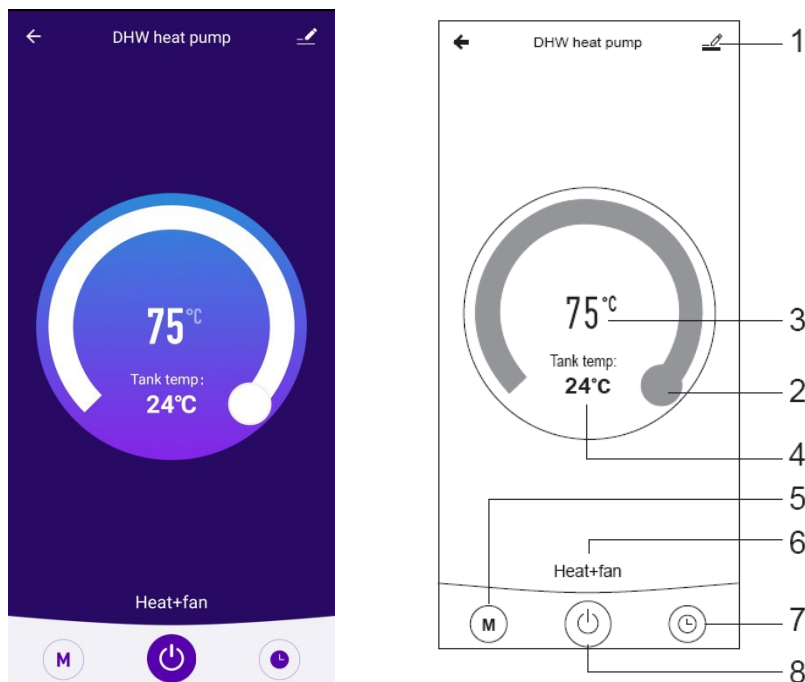 DHW heat pump
75°C
Tank temp:
24°C
Heat+fan
M
DHW heat pump
1
75°C
3
Tank temp:
24°C
2
4
5
6
Heat+fan
M
7
8